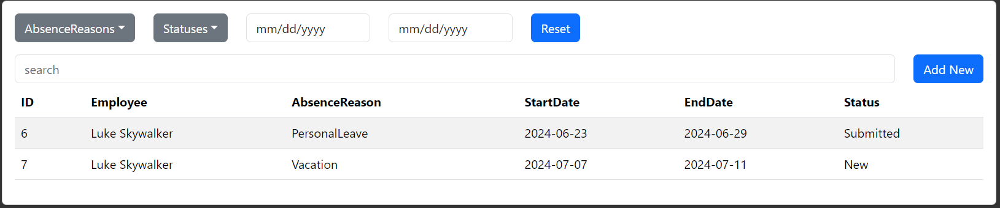 AbsenceReasons Statuses mm/dd/yyyy mm/dd/yyyy Reset
search Add New
ID Employee AbsenceReason StartDate EndDate Status
6 Luke Skywalker PersonalLeave 2024-06-23 2024-06-29 Submitted
7 Luke Skywalker Vacation 2024-07-07 2024-07-11 New